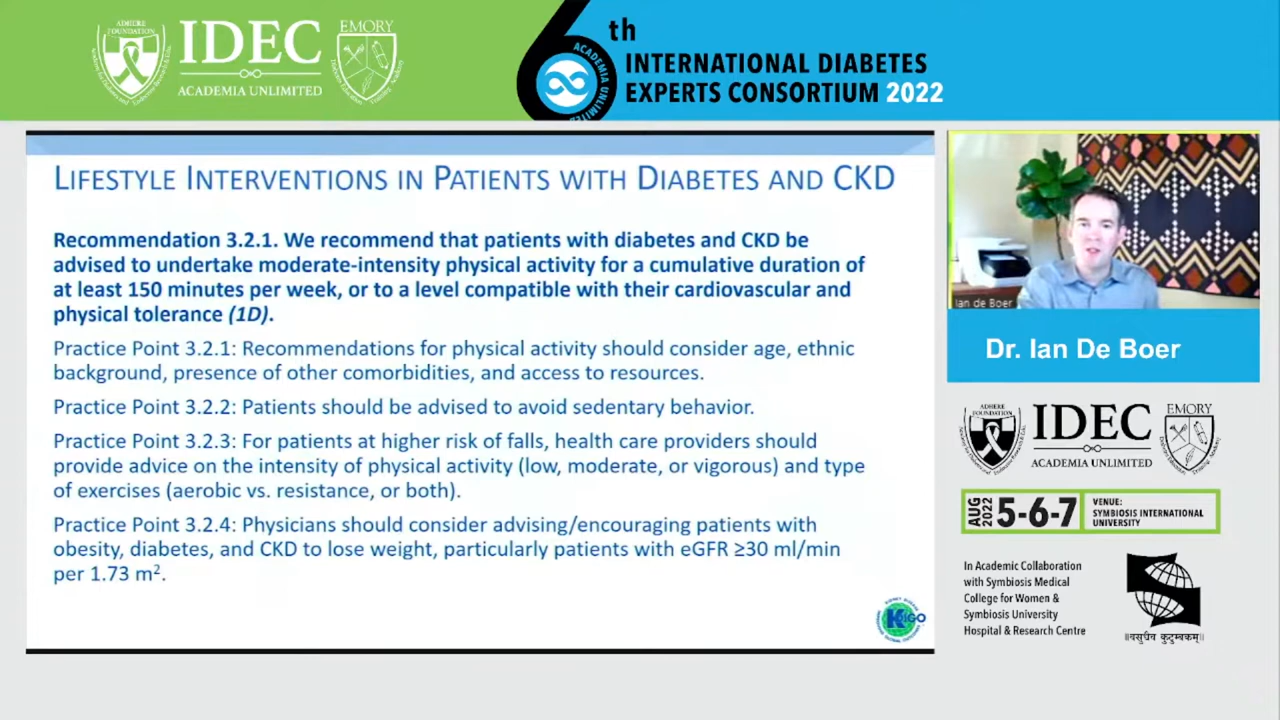 ADHERE
FOUNDATION
IDEC
ACADEMIA UNLIMITED
EMORY
6th
ACADEMIA UNLIMITED
INTERNATIONAL DIABETES
EXPERTS CONSORTIUM 2022
LIFESTYLE INTERVENTIONS IN PATIENTS WITH DIABETES AND CKD
Recommendation 3.2.1. We recommend that patients with diabetes and CKD be
advised to undertake moderate-intensity physical activity for a cumulative duration of
at least 150 minutes per week, or to a level compatible with their cardiovascular and
physical tolerance (1D).
Practice Point 3.2.1: Recommendations for physical activity should consider age, ethnic
background, presence of other comorbidities, and access to resources.
Practice Point 3.2.2: Patients should be advised to avoid sedentary behavior.
Practice Point 3.2.3: For patients at higher risk of falls, health care providers should
provide advice on the intensity of physical activity (low, moderate, or vigorous) and type
of exercises (aerobic vs. resistance, or both).
Practice Point 3.2.4: Physicians should consider advising/encouraging patients with
obesity, diabetes, and CKD to lose weight, particularly patients with eGFR ≥30 ml/min
per 1.73 m².
KDIGO
Ian de Boer
Dr. Ian De Boer
ADHERE
FOUNDATION
IDEC
ACADEMIA UNLIMITED
EMORY
AUG
2022
5-6-7
VENUE:
SYMBIOSIS INTERNATIONAL
UNIVERSITY
In Academic Collaboration
with Symbiosis Medical
College for Women &
Symbiosis University
Hospital & Research Centre
॥वसुधैव कुटुम्बकम्॥